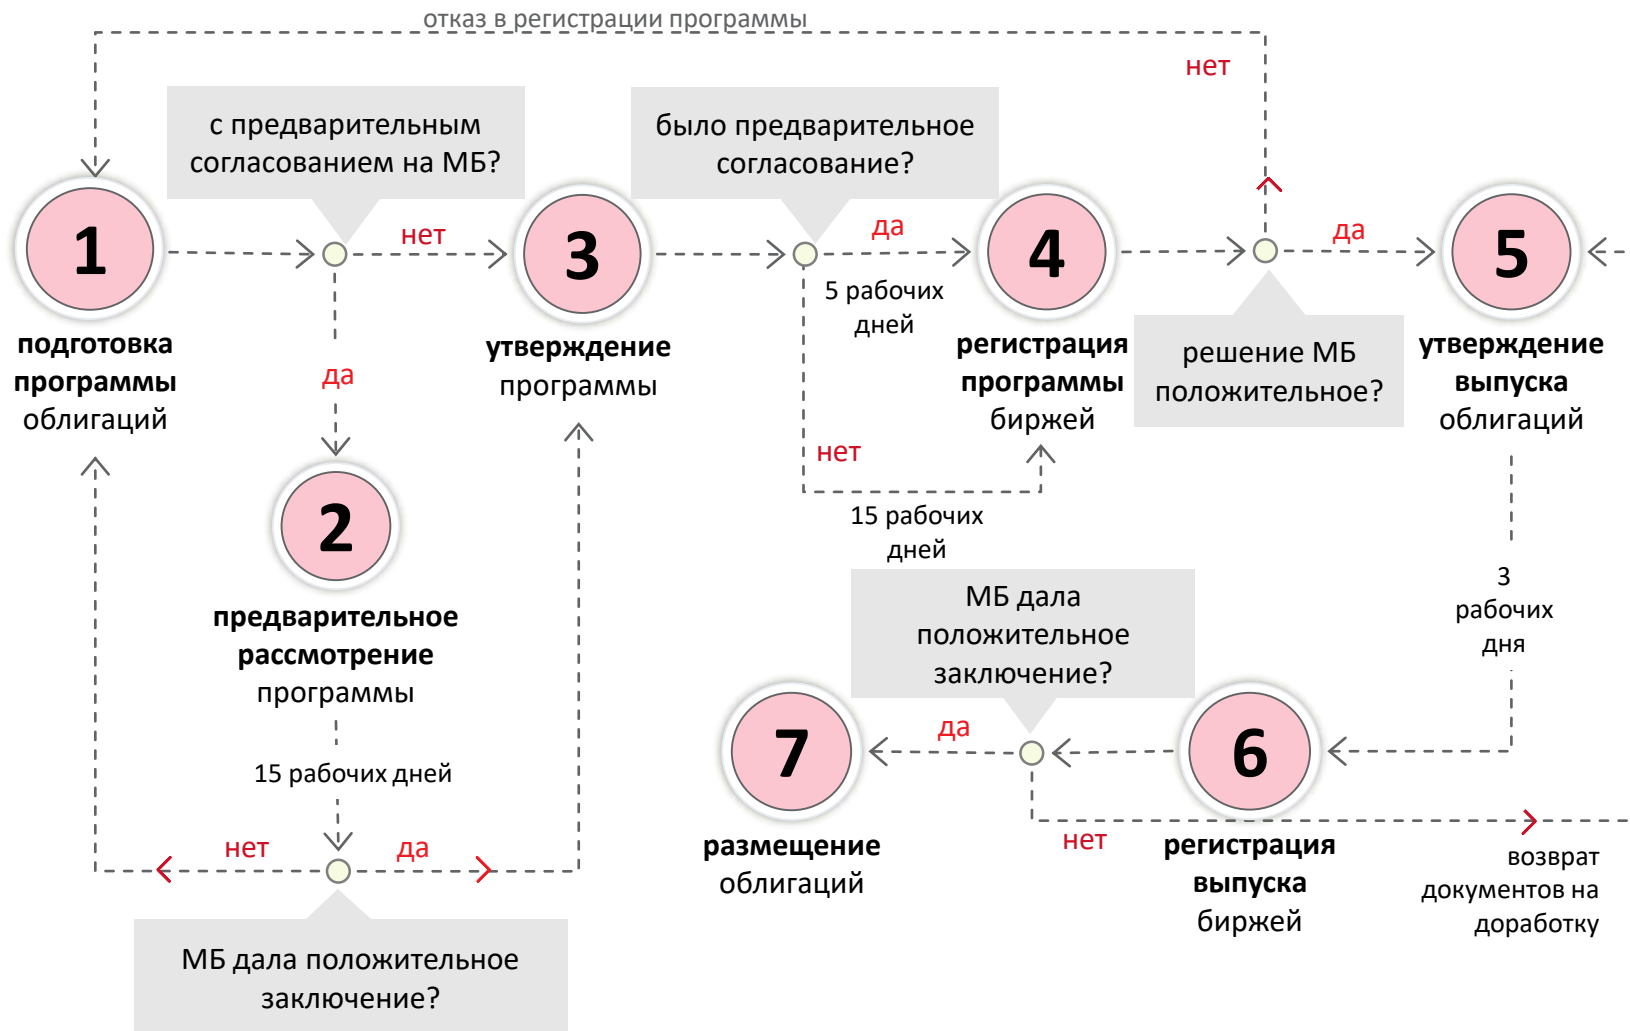 отказ в регистрации программы
нет
с предварительным
согласованием на МБ?
было предварительное
согласование?
1
нет
3
да
4
да
5
5 рабочих
дней
подготовка
программы
облигаций
да
утверждение
программы
регистрация
программы
биржей
решение МБ
положительное?
утверждение
выпуска
облигаций
нет
15 рабочих
дней
2
предварительное
рассмотрение
программы
МБ дала
положительное
заключение?
3
рабочих
дня
15 рабочих дней
7
да
6
нет
да
размещение
облигаций
нет
регистрация
выпуска
биржей
возврат
документов на
доработку
МБ дала положительное
заключение?